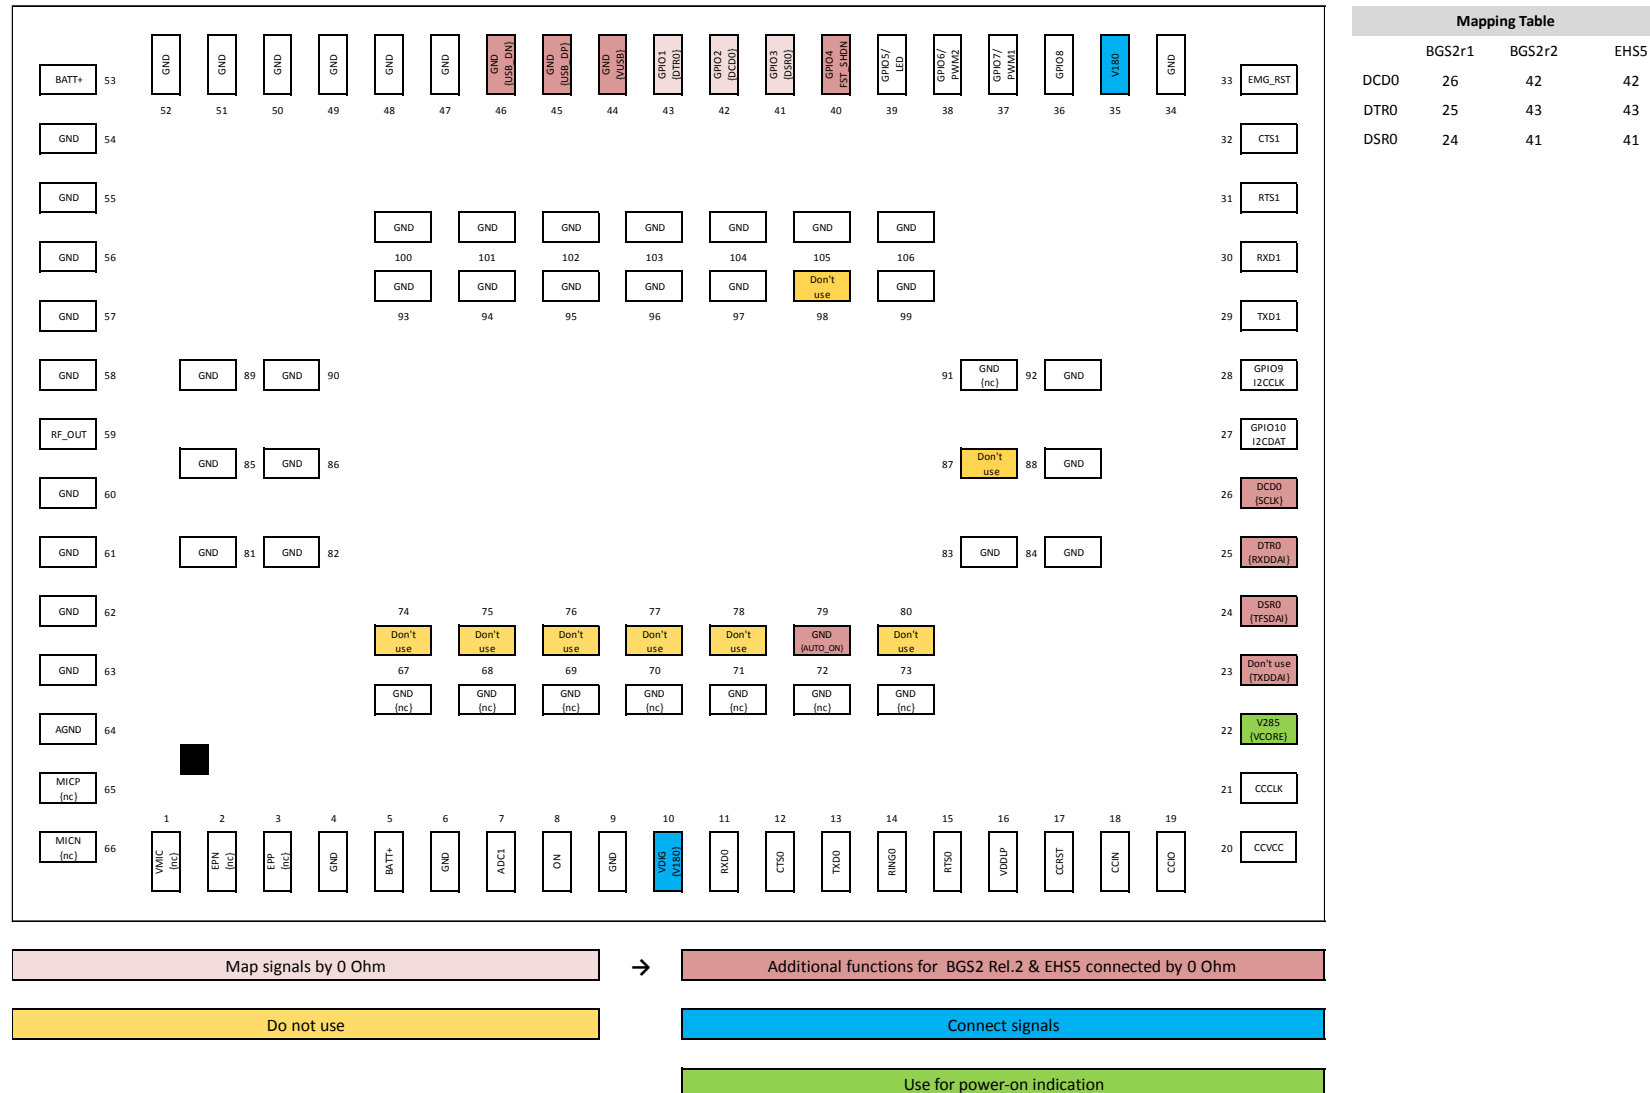 Mapping Table
BGS2r1 BGS2r2 EHS5
DCD0 26 42 42
DTR0 25 43 43
DSR0 24 41 41
GND GND GND GND GND GND GND {USB_DN} GND {USB_DP} GND {VUSB} GPIO1 {DTR0} GPIO2 {DCD0} GPIO3 {DSR0} GPIO4 FST_SHDN GPIO5/ LED GPIO6/ PWM2 GPIO7/ PWM1 GPIO8 V180 GND
BATT+ 53 33 EMG_RST
52 51 50 49 48 47 46 45 44 43 42 41 40 39 38 37 36 35 34
GND 54 32 CTS1
GND 55 31 RTS1
GND GND GND GND GND GND GND
GND 56 100 101 102 103 104 105 106 30 RXD1
GND GND GND GND GND Don't use GND
GND 57 93 94 95 96 97 98 99 29 TXD1
GND 58 GND 89 GND 90 91 GND {nc} 92 GND 28 GPIO9 I2CCLK
RF_OUT 59 27 GPIO10 I2CDAT
GND 85 GND 86 87 Don't use 88 GND
GND 60 26 DCD0 {SCLK}
GND 61 GND 81 GND 82 83 GND 84 GND 25 DTR0 {RXDDAI}
GND 62 74 75 76 77 78 79 80 24 DSR0 {TFSDAI}
Don't use Don't use Don't use Don't use Don't use GND {AUTO_ON} Don't use
GND 63 67 68 69 70 71 72 73 23 Don't use {TXDDAI}
GND {nc} GND {nc} GND {nc} GND {nc} GND {nc} GND {nc} GND {nc}
AGND 64 22 V285 {VCORE}
MICP {nc} 65 21 CCCLK
1 2 3 4 5 6 7 8 9 10 11 12 13 14 15 16 17 18 19
MICN {nc} 66 20 CCVCC
VMIC {nc} EPN {nc} EPP {nc} GND BATT+ GND ADC1 ON GND VDIG {V180} RXD0 CTS0 TXD0 RING0 RTS0 VDDLP CCRST CCIN CCIO
Map signals by 0 Ohm → Additional functions for BGS2 Rel.2 & EHS5 connected by 0 Ohm
Do not use Connect signals
Use for power-on indication